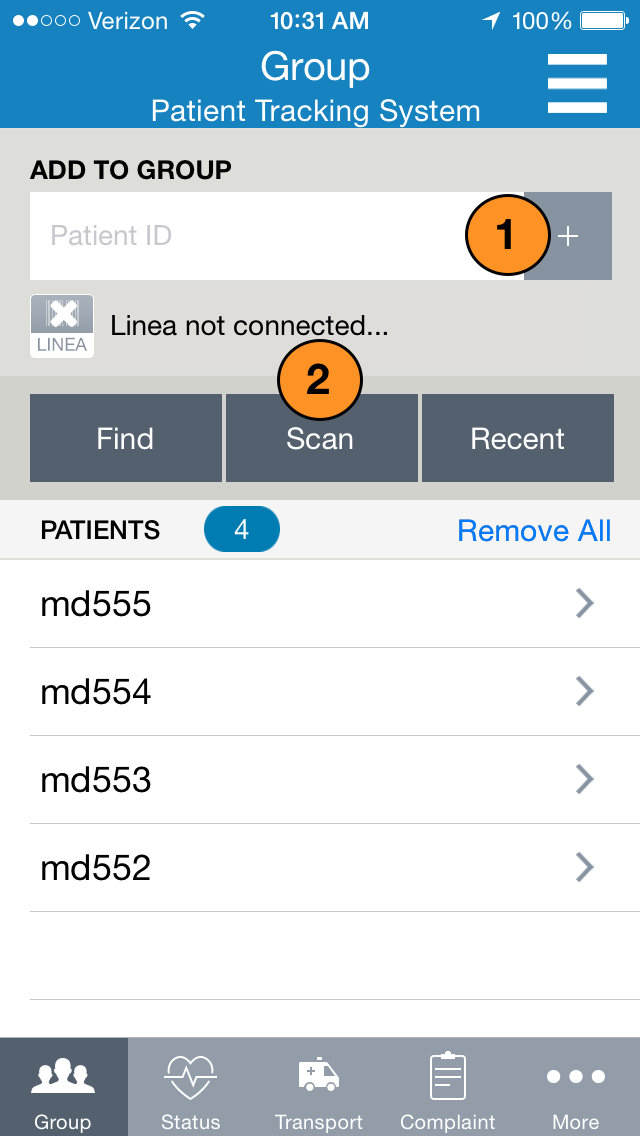 Verizon 10:31 AM 100%
Group
Patient Tracking System
ADD TO GROUP
Patient ID 1 +
LINEA Linea not connected...
2
Find Scan Recent
PATIENTS 4 Remove All
md555
md554
md553
md552
Group Status Transport Complaint More